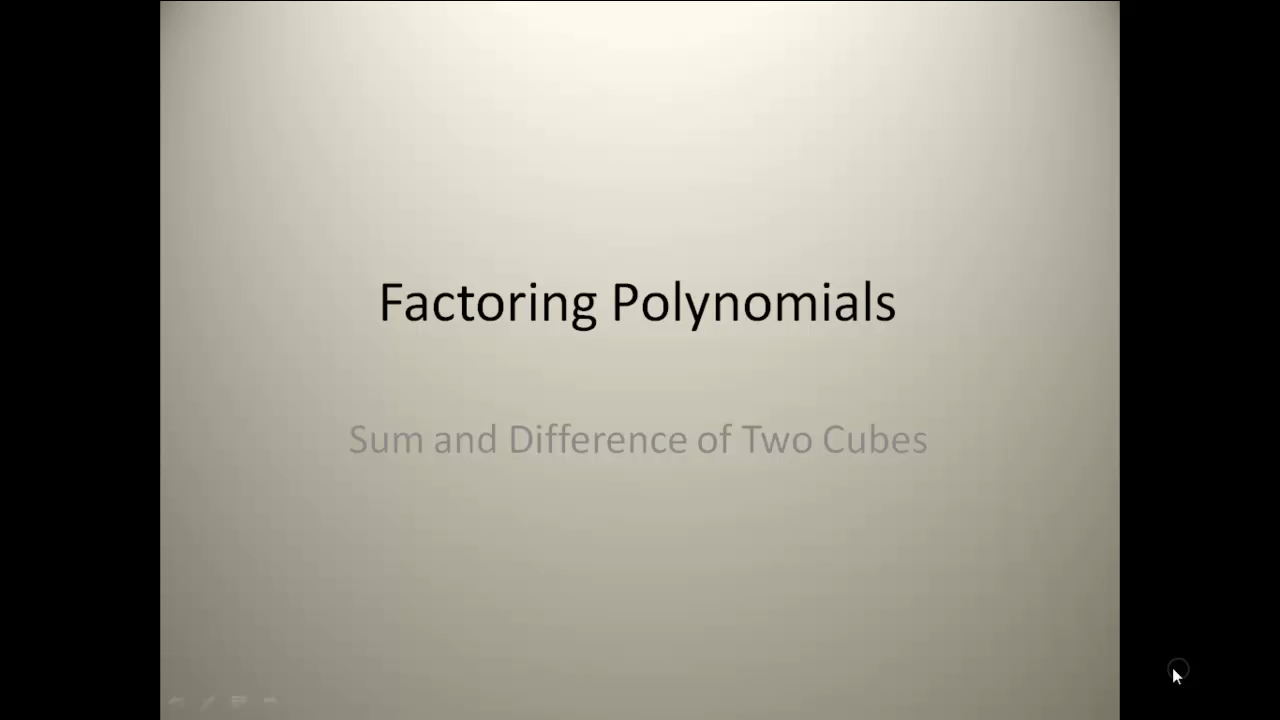 Factoring Polynomials
Sum and Difference of Two Cubes